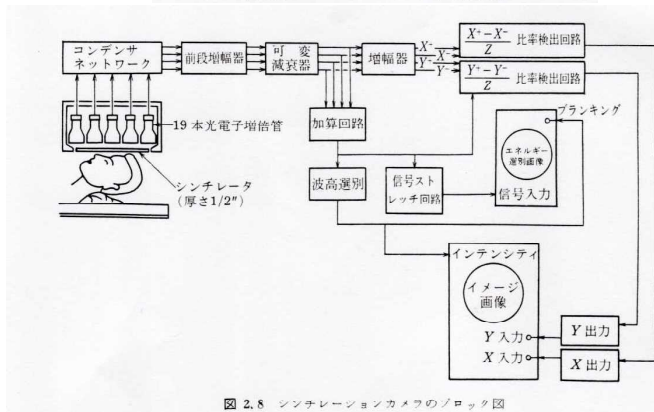 コンデンサ
ネットワーク
前段増幅器
可変
減衰器
増幅器
X⁺
X⁻
Y⁺
Y⁻
X⁺－X⁻
Z
比率検出回路
Y⁺－Y⁻
Z
比率検出回路
19本光電子増倍管
シンチレータ
(厚さ1/2″)
加算回路
波高選別
信号スト
レッチ回路
ブランキング
エネルギー
選別画像
信号入力
インテンシティ
イメージ
画像
Y 入力
X 入力
Y 出力
X 出力
図 2.8 シンチレーションカメラのブロック図